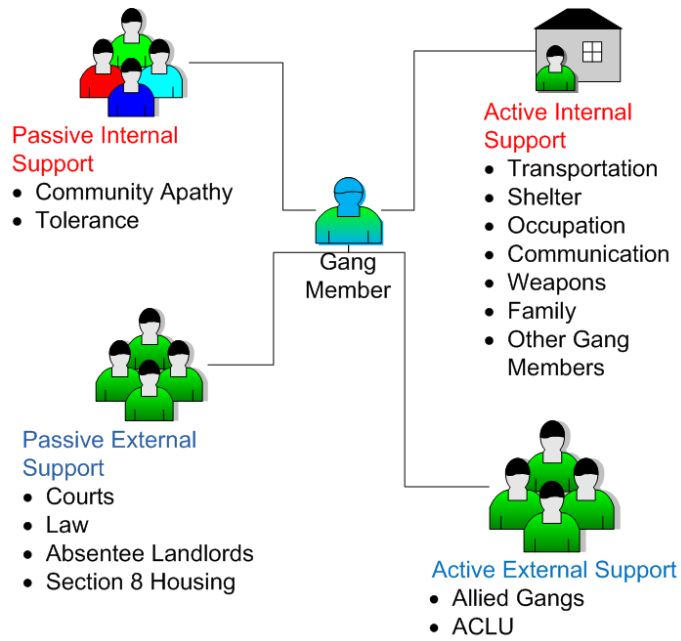 Passive Internal
Support
• Community Apathy
• Tolerance
Active Internal
Support
• Transportation
• Shelter
• Occupation
• Communication
• Weapons
• Family
• Other Gang
Members
Gang
Member
Passive External
Support
• Courts
• Law
• Absentee Landlords
• Section 8 Housing
Active External Support
• Allied Gangs
• ACLU